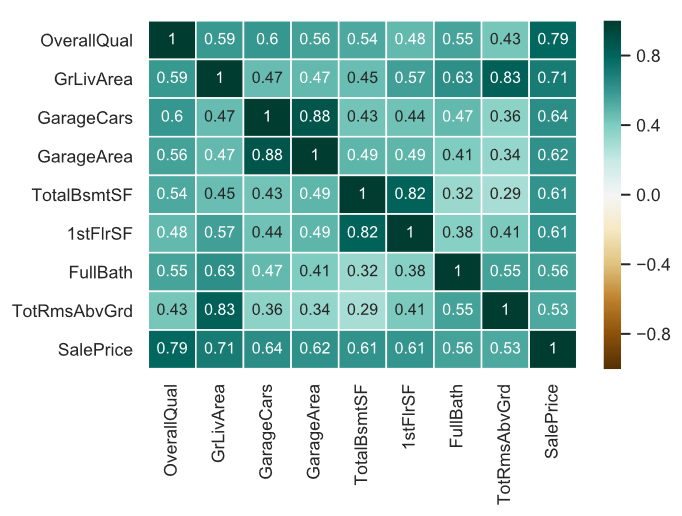 OverallQual 1 0.59 0.6 0.56 0.54 0.48 0.55 0.43 0.79
GrLivArea 0.59 1 0.47 0.47 0.45 0.57 0.63 0.83 0.71
GarageCars 0.6 0.47 1 0.88 0.43 0.44 0.47 0.36 0.64
GarageArea 0.56 0.47 0.88 1 0.49 0.49 0.41 0.34 0.62
TotalBsmtSF 0.54 0.45 0.43 0.49 1 0.82 0.32 0.29 0.61
1stFlrSF 0.48 0.57 0.44 0.49 0.82 1 0.38 0.41 0.61
FullBath 0.55 0.63 0.47 0.41 0.32 0.38 1 0.55 0.56
TotRmsAbvGrd 0.43 0.83 0.36 0.34 0.29 0.41 0.55 1 0.53
SalePrice 0.79 0.71 0.64 0.62 0.61 0.61 0.56 0.53 1
OverallQual
GrLivArea
GarageCars
GarageArea
TotalBsmtSF
1stFlrSF
FullBath
TotRmsAbvGrd
SalePrice
0.8
0.4
0.0
−0.4
−0.8